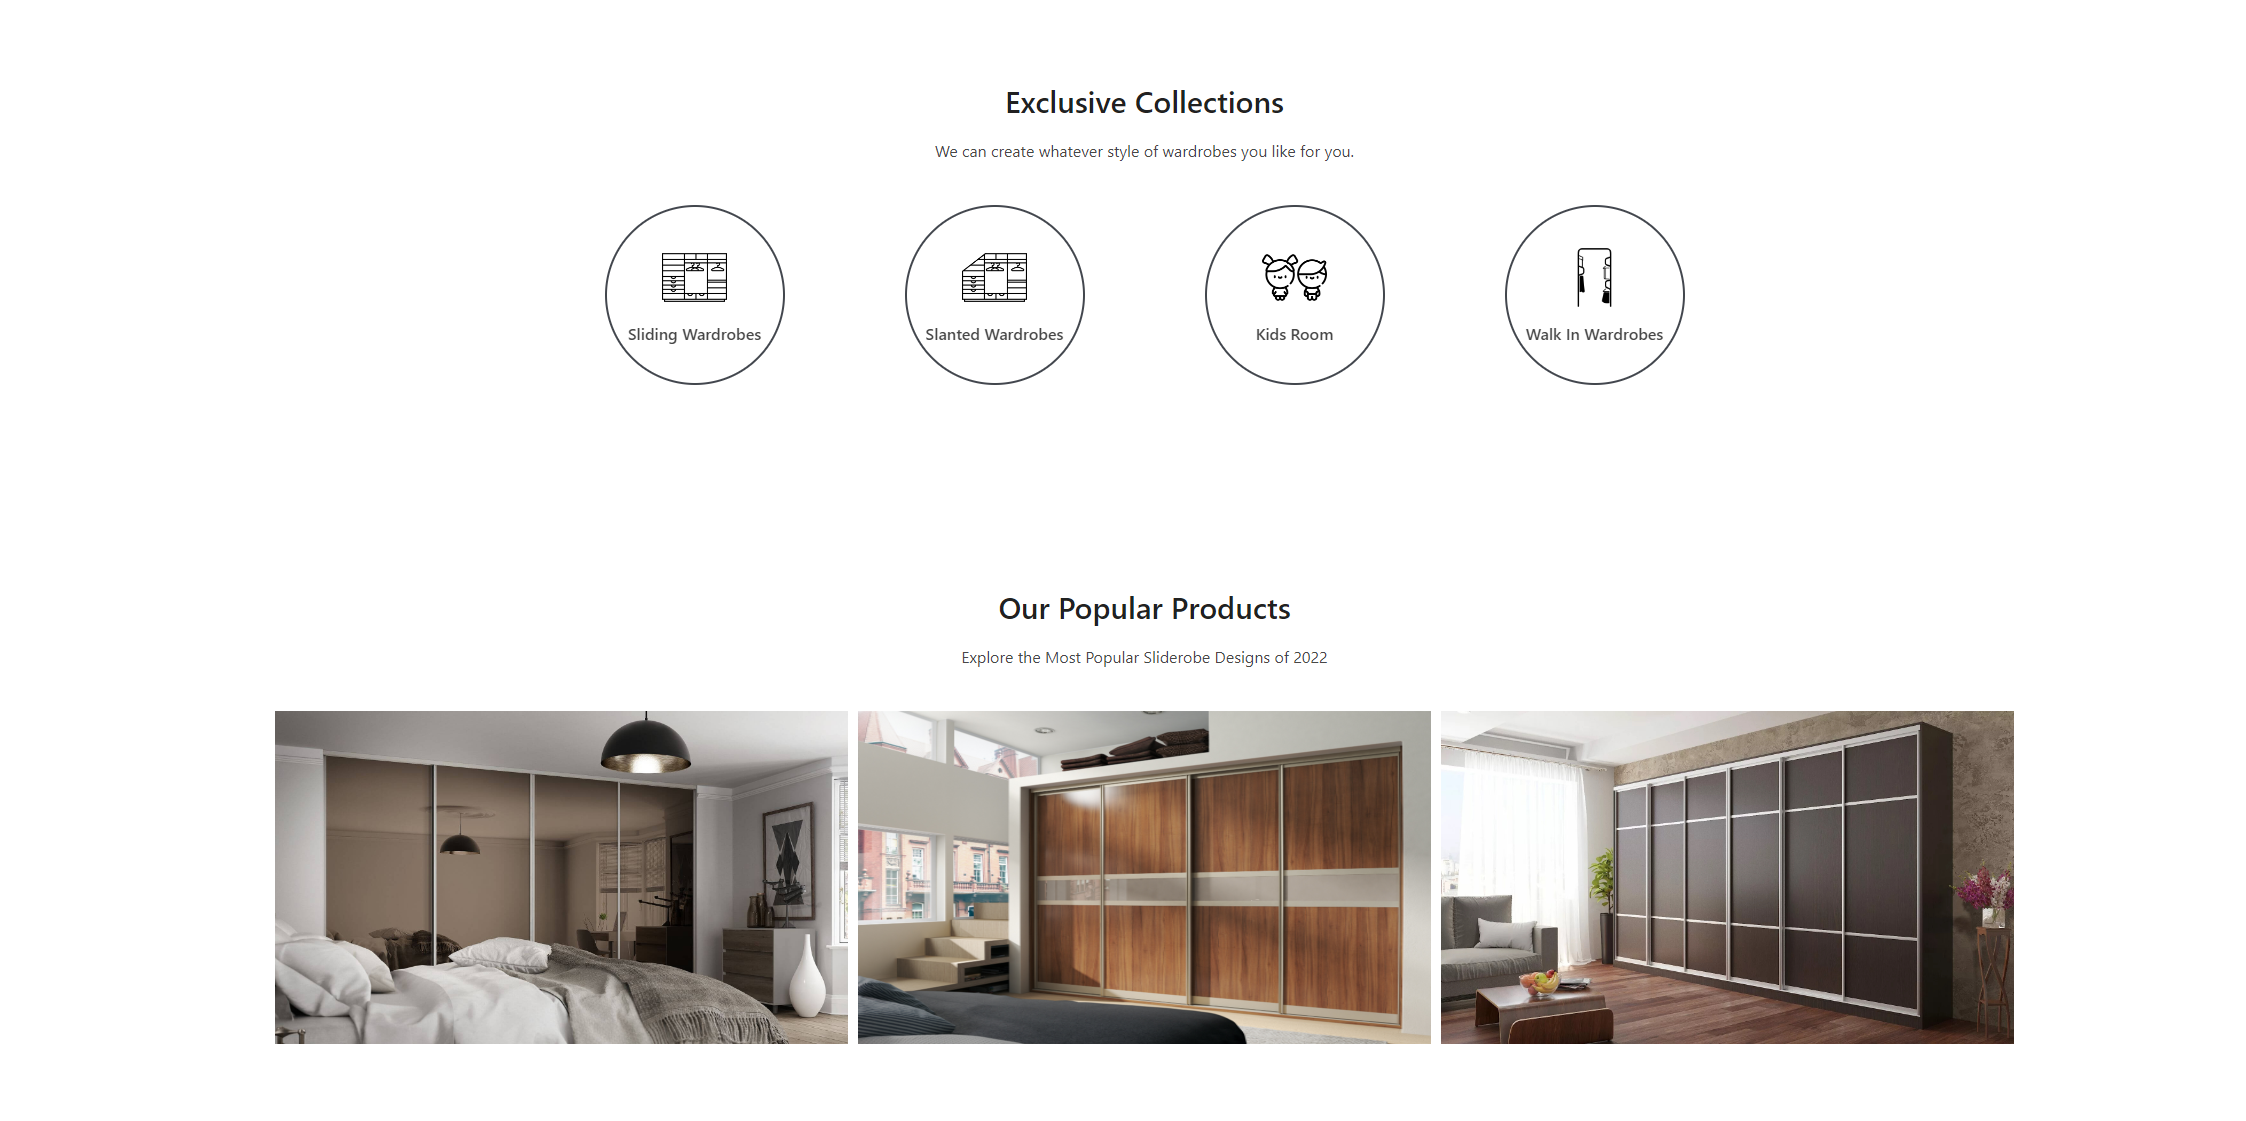 Exclusive Collections
We can create whatever style of wardrobes you like for you.
Sliding Wardrobes
Slanted Wardrobes
Kids Room
Walk In Wardrobes
Our Popular Products
Explore the Most Popular Sliderobe Designs of 2022